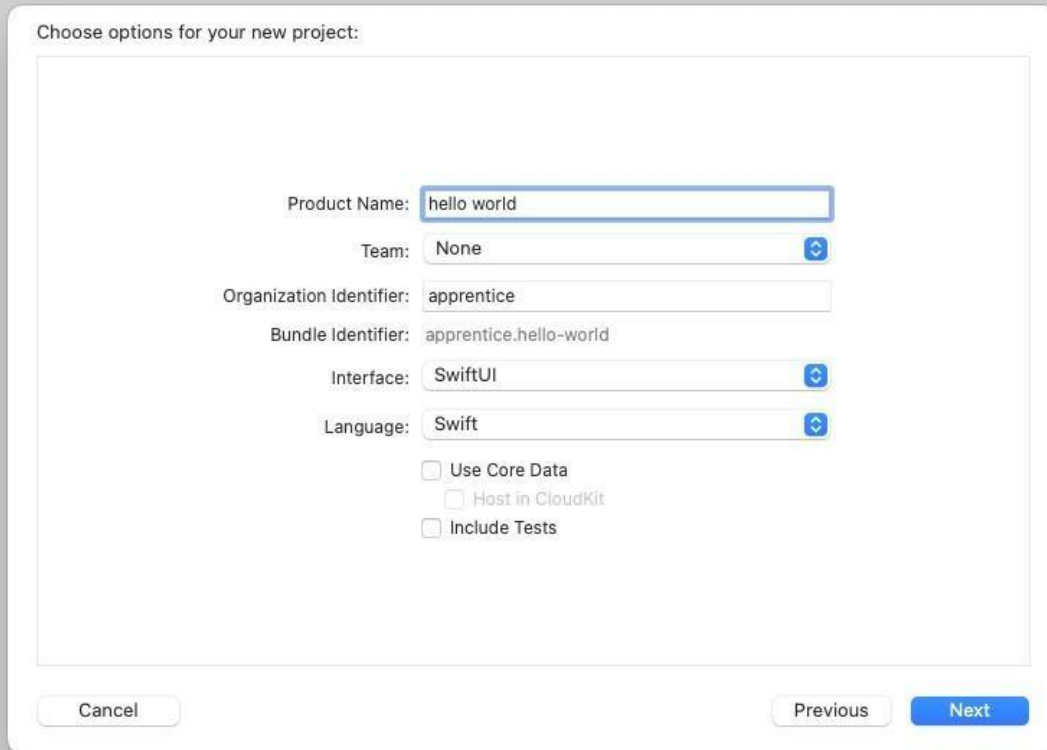 Choose options for your new project:
Product Name: hello world
Team: None
Organization Identifier: apprentice
Bundle Identifier: apprentice.hello-world
Interface: SwiftUI
Language: Swift
Use Core Data
Host in CloudKit
Include Tests
Cancel Previous Next